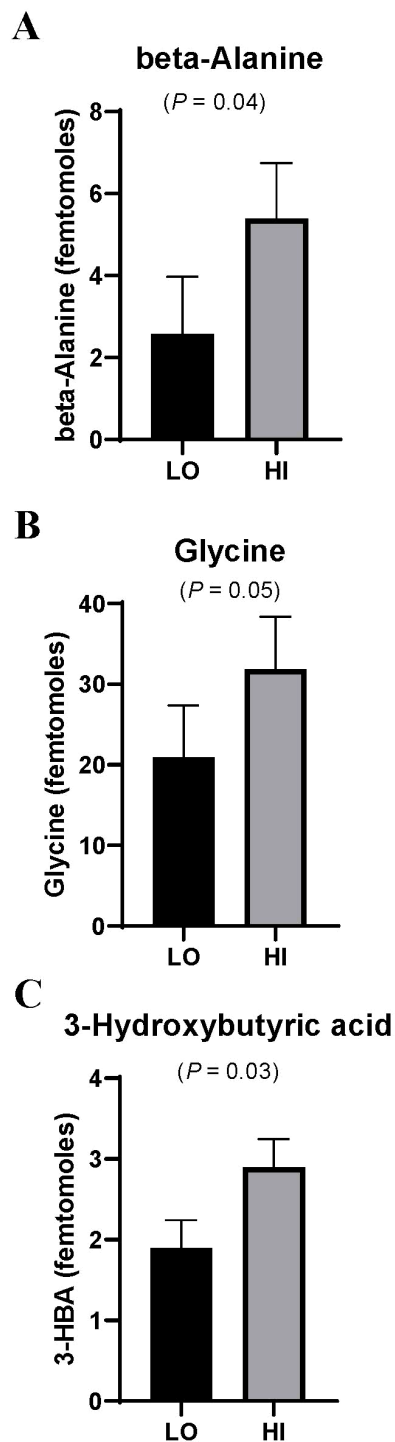 A
beta-Alanine
(P = 0.04)
beta-Alanine (femtomoles)
8
6
4
2
0
LO HI
B
Glycine
(P = 0.05)
Glycine (femtomoles)
40
30
20
10
0
LO HI
C
3-Hydroxybutyric acid
(P = 0.03)
3-HBA (femtomoles)
4
3
2
1
0
LO HI